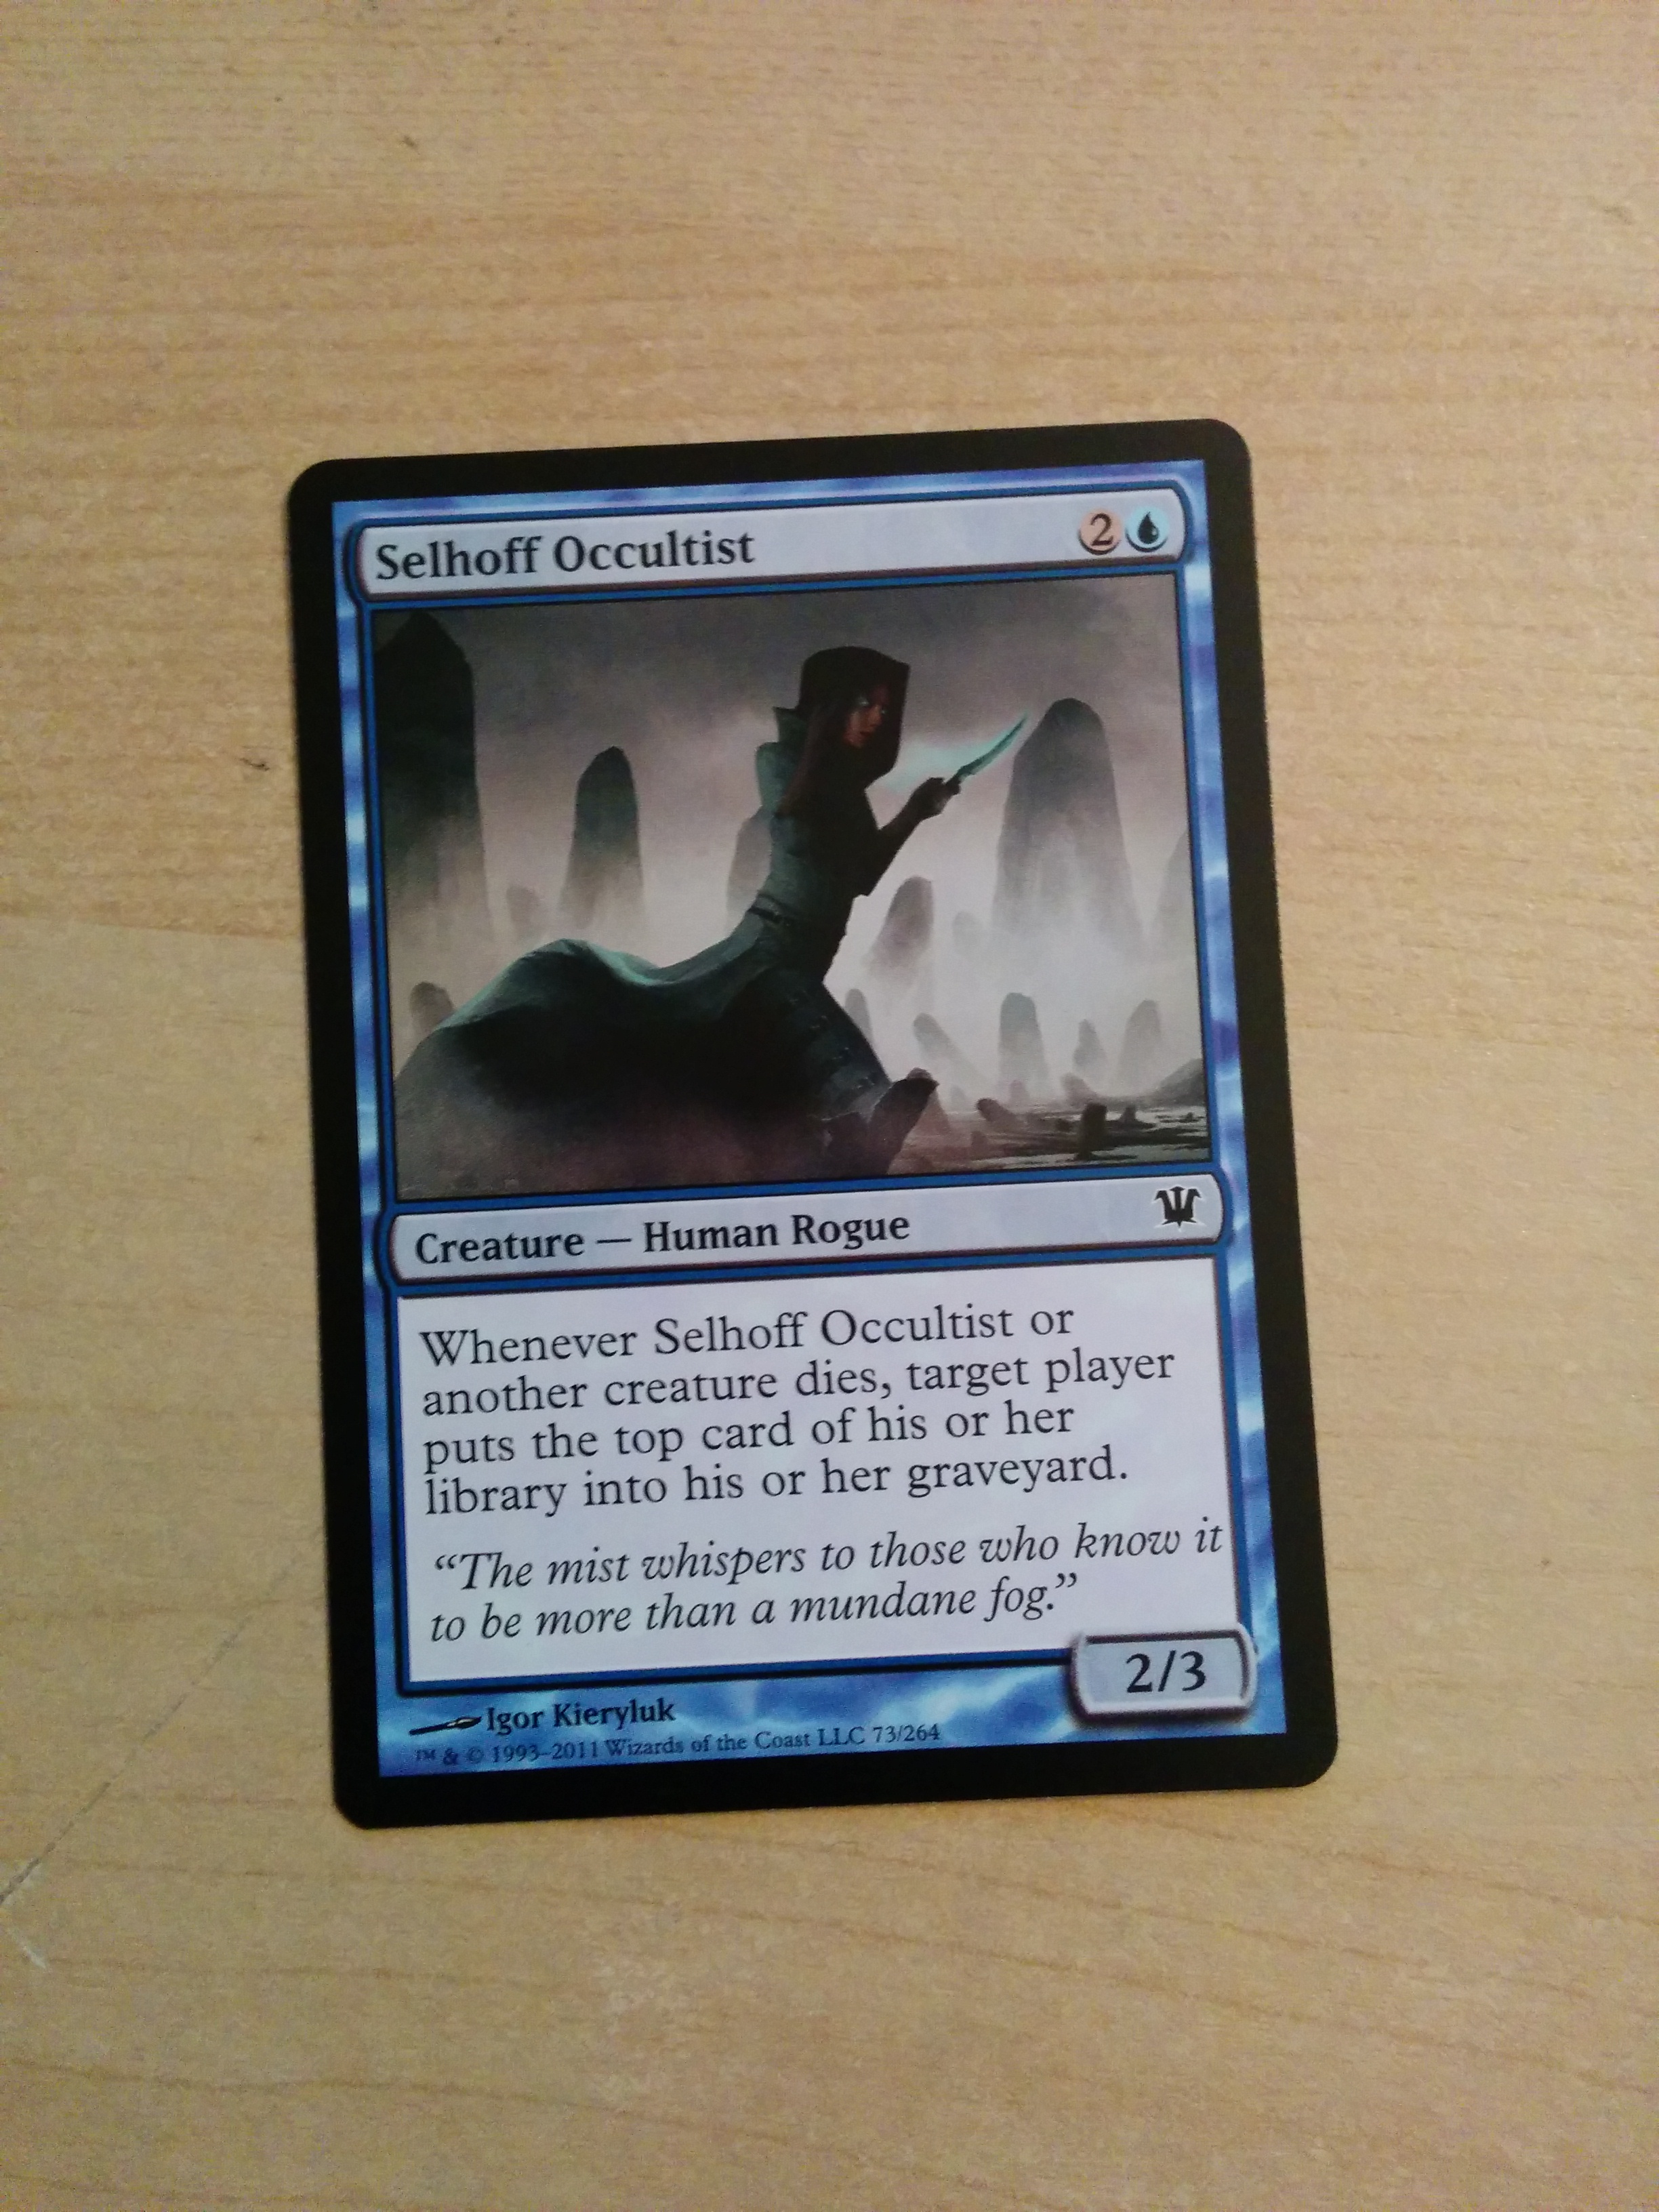 Selhoff Occultist 2
Creature — Human Rogue
Whenever Selhoff Occultist or
another creature dies, target player
puts the top card of his or her
library into his or her graveyard.
“The mist whispers to those who know it
to be more than a mundane fog.”
2/3
Igor Kieryluk
™ & © 1993–2011 Wizards of the Coast LLC 73/264